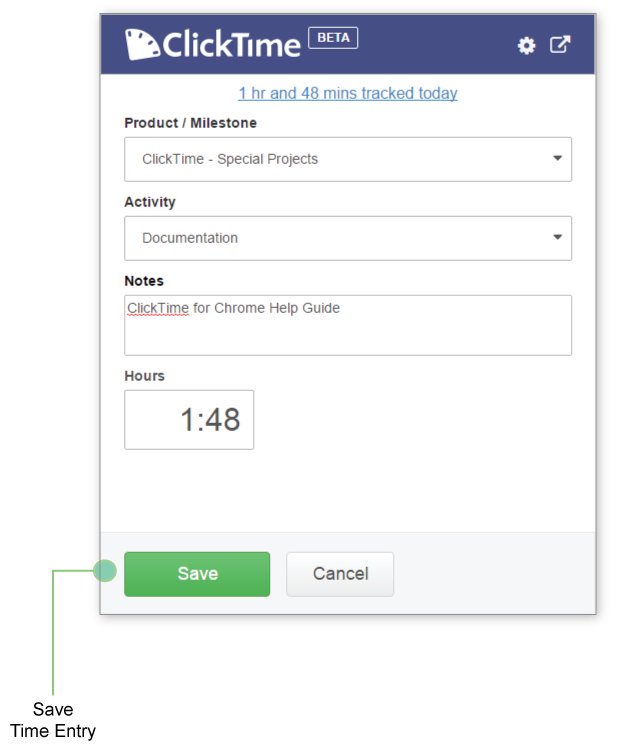 ClickTime BETA
1 hr and 48 mins tracked today
Product / Milestone
ClickTime - Special Projects
Activity
Documentation
Notes
ClickTime for Chrome Help Guide
Hours
1:48
Save Cancel
Save
Time Entry